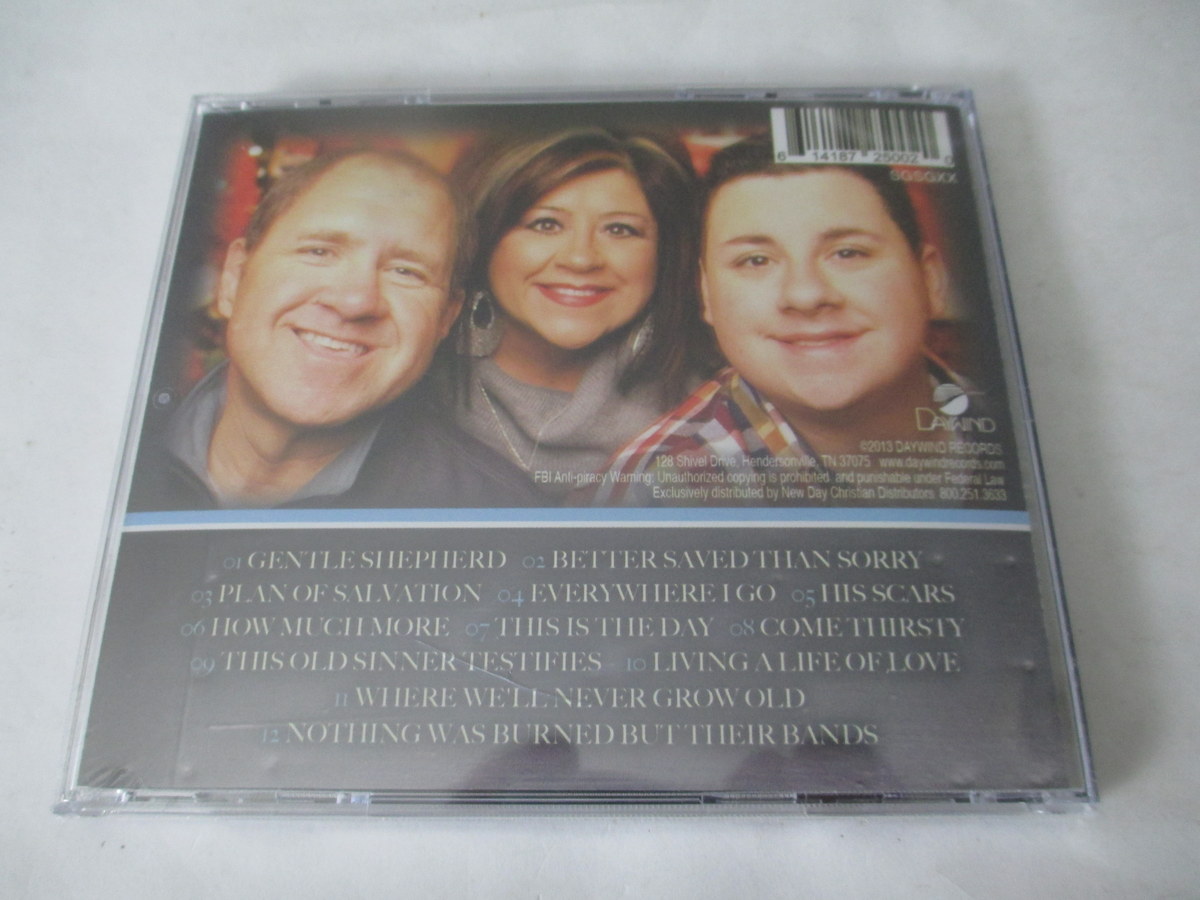 6 14187 25002 0
SGSGXX
DAYWIND
©2013 DAYWIND RECORDS
128 Shivel Drive, Hendersonville, TN 37075 www.daywindrecords.com
FBI Anti-piracy Warning: Unauthorized copying is prohibited and punishable under Federal Law
Exclusively distributed by New Day Christian Distributors 800.251.3633
01 GENTLE SHEPHERD 02 BETTER SAVED THAN SORRY
03 PLAN OF SALVATION 04 EVERYWHERE I GO 05 HIS SCARS
06 HOW MUCH MORE 07 THIS IS THE DAY 08 COME THIRSTY
09 THIS OLD SINNER TESTIFIES 10 LIVING A LIFE OF LOVE
11 WHERE WE'LL NEVER GROW OLD
12 NOTHING WAS BURNED BUT THEIR BANDS